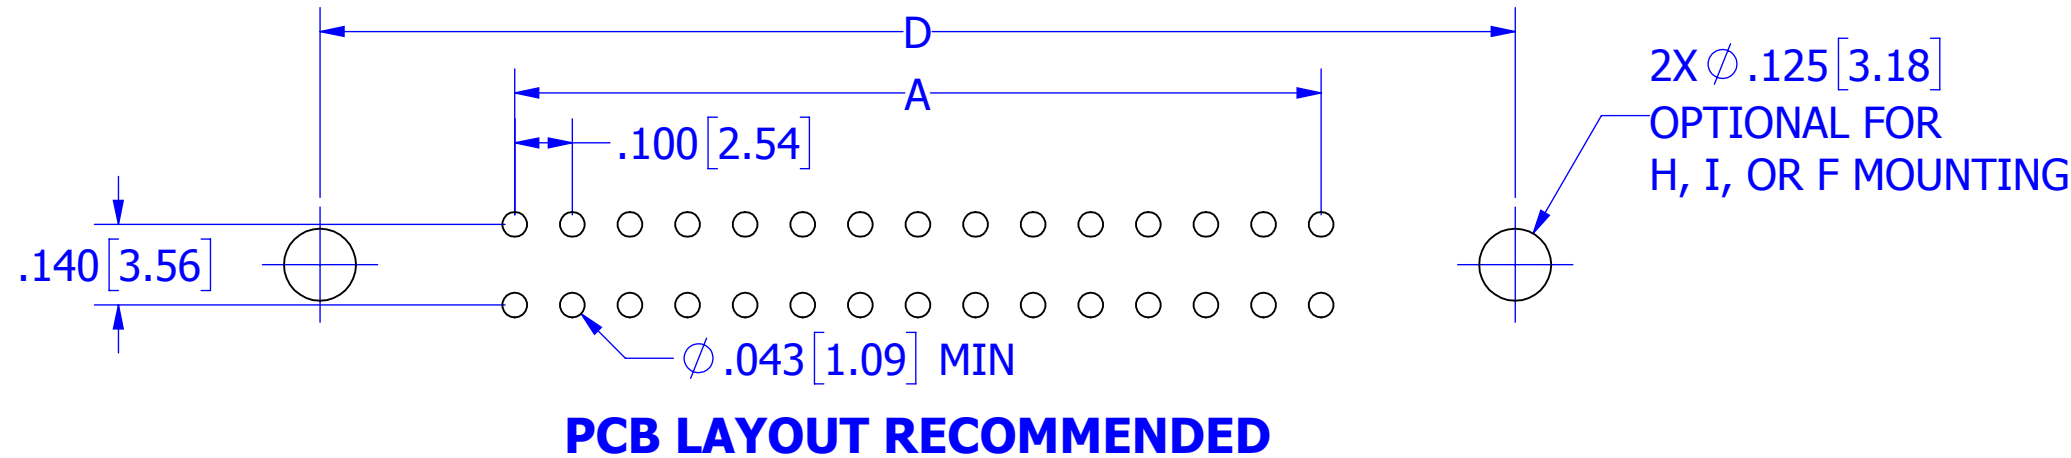 D
2X ⌀ .125[3.18]
A
OPTIONAL FOR
.100[2.54]
H, I, OR F MOUNTING
.140[3.56]
⌀ .043[1.09] MIN
PCB LAYOUT RECOMMENDED